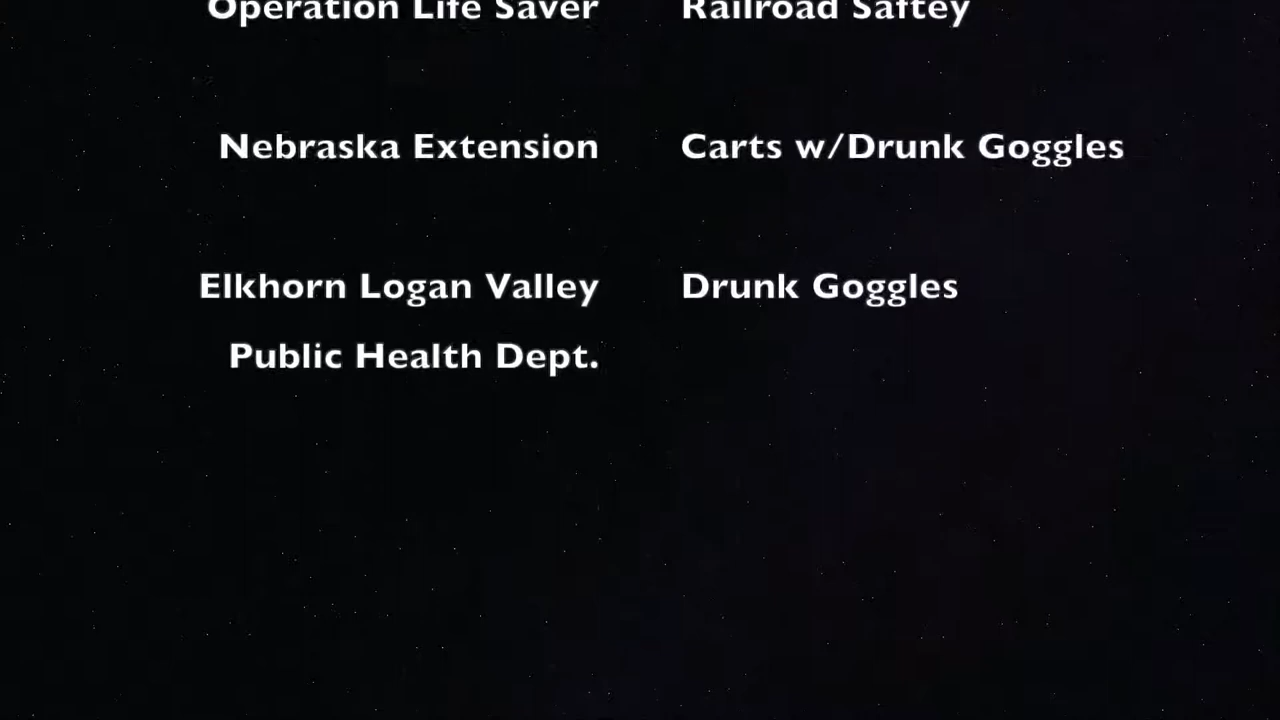 Operation Life Saver Railroad Saftey
Nebraska Extension Carts w/Drunk Goggles
Elkhorn Logan Valley Drunk Goggles
Public Health Dept.